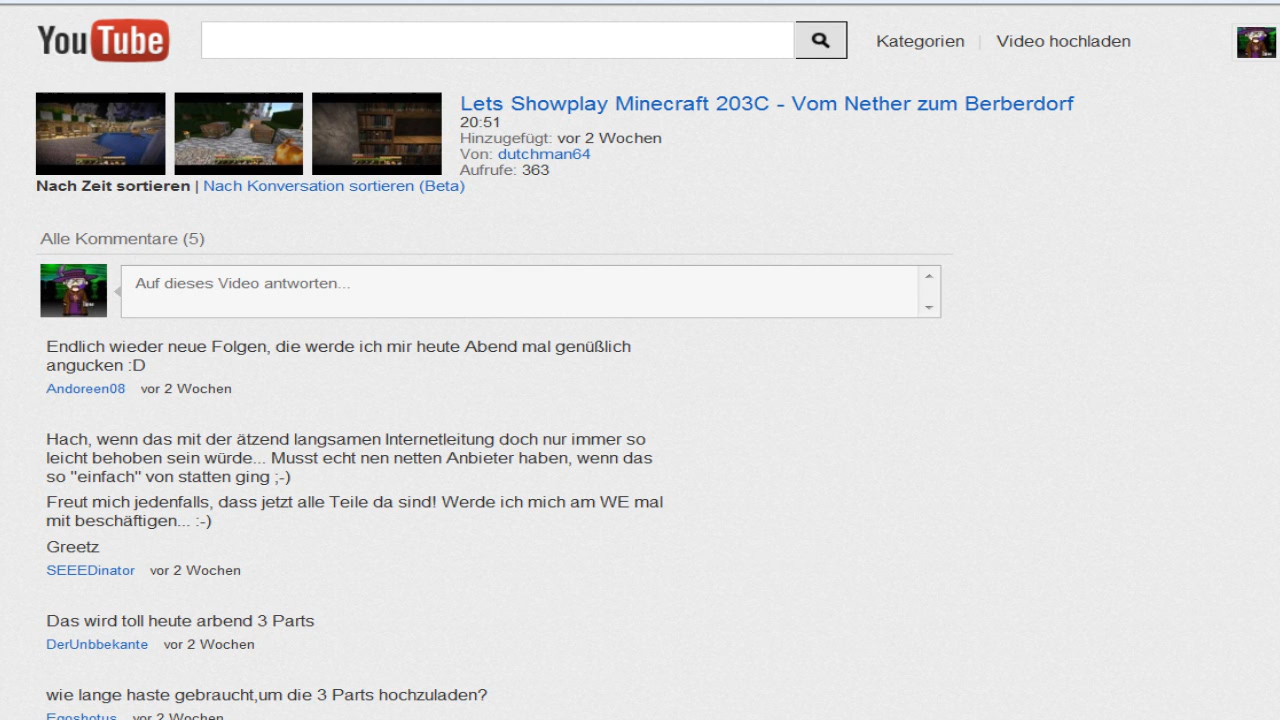 YouTube
Kategorien | Video hochladen
Lets Showplay Minecraft 203C - Vom Nether zum Berberdorf
20:51
Hinzugefügt: vor 2 Wochen
Von: dutchman64
Aufrufe: 363
Nach Zeit sortieren | Nach Konversation sortieren (Beta)
Alle Kommentare (5)
Auf dieses Video antworten...
Endlich wieder neue Folgen, die werde ich mir heute Abend mal genüßlich
angucken :D
Andoreen08 vor 2 Wochen
Hach, wenn das mit der ätzend langsamen Internetleitung doch nur immer so
leicht behoben sein würde... Musst echt nen netten Anbieter haben, wenn das
so "einfach" von statten ging ;-)
Freut mich jedenfalls, dass jetzt alle Teile da sind! Werde ich mich am WE mal
mit beschäftigen... :-)
Greetz
SEEEDinator vor 2 Wochen
Das wird toll heute arbend 3 Parts
DerUnbbekante vor 2 Wochen
wie lange haste gebraucht,um die 3 Parts hochzuladen?
Egoshotus vor 2 Wochen